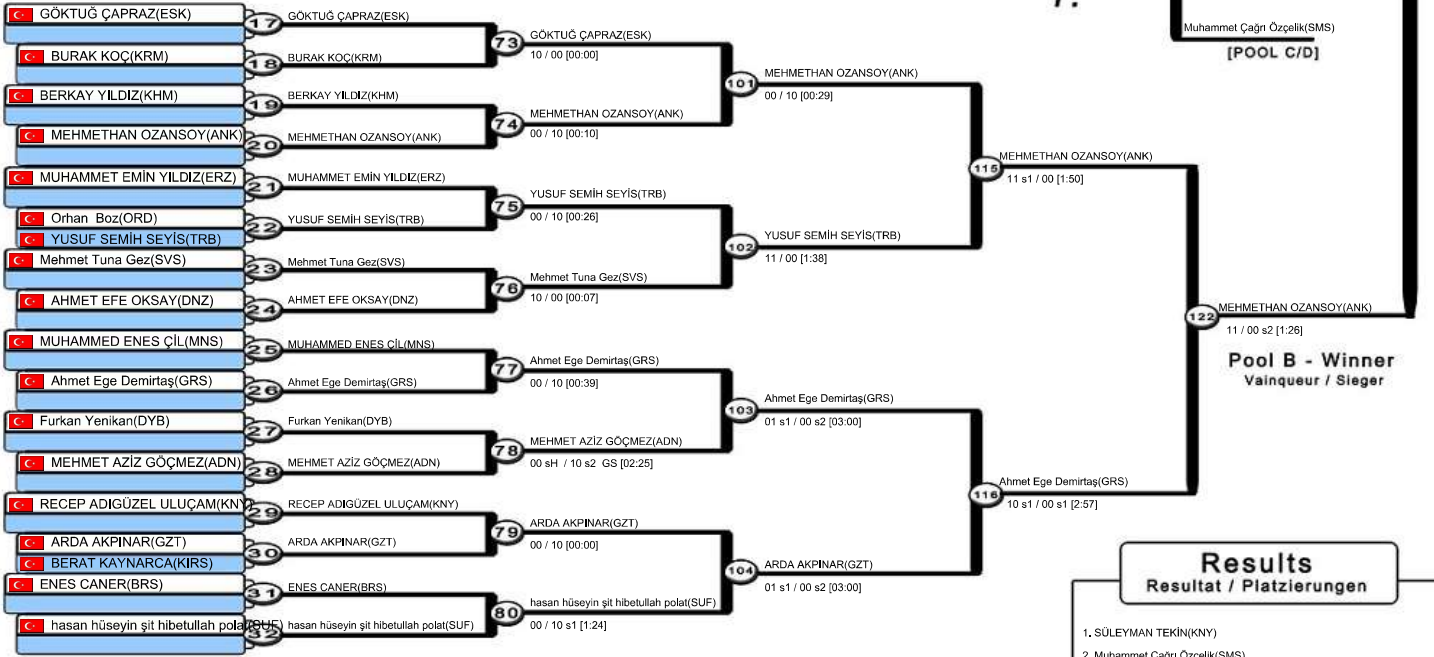 GÖKTUĞ ÇAPRAZ(ESK)
BURAK KOÇ(KRM)
BERKAY YILDIZ(KHM)
MEHMETHAN OZANSOY(ANK)
MUHAMMET EMİN YILDIZ(ERZ)
Orhan Boz(ORD)
YUSUF SEMİH SEYİS(TRB)
Mehmet Tuna Gez(SVS)
AHMET EFE OKSAY(DNZ)
MUHAMMED ENES ÇİL(MNS)
Ahmet Ege Demirtaş(GRS)
Furkan Yenikan(DYB)
MEHMET AZİZ GÖÇMEZ(ADN)
RECEP ADIGÜZEL ULUÇAM(KNY)
ARDA AKPINAR(GZT)
BERAT KAYNARCA(KIRS)
ENES CANER(BRS)
hasan hüseyin şit hibetullah polat(SUF)
17 GÖKTUĞ ÇAPRAZ(ESK)
18 BURAK KOÇ(KRM)
19 BERKAY YILDIZ(KHM)
20 MEHMETHAN OZANSOY(ANK)
21 MUHAMMET EMİN YILDIZ(ERZ)
22 YUSUF SEMİH SEYİS(TRB)
23 Mehmet Tuna Gez(SVS)
24 AHMET EFE OKSAY(DNZ)
25 MUHAMMED ENES ÇİL(MNS)
26 Ahmet Ege Demirtaş(GRS)
27 Furkan Yenikan(DYB)
28 MEHMET AZİZ GÖÇMEZ(ADN)
29 RECEP ADIGÜZEL ULUÇAM(KNY)
30 ARDA AKPINAR(GZT)
31 ENES CANER(BRS)
32 hasan hüseyin şit hibetullah polat(SUF)
73 GÖKTUĞ ÇAPRAZ(ESK)
10 / 00 [00:00]
74 MEHMETHAN OZANSOY(ANK)
00 / 10 [00:10]
75 YUSUF SEMİH SEYİS(TRB)
00 / 10 [00:26]
76 Mehmet Tuna Gez(SVS)
10 / 00 [00:07]
77 Ahmet Ege Demirtaş(GRS)
00 / 10 [00:39]
78 MEHMET AZİZ GÖÇMEZ(ADN)
00 sH / 10 s2 GS [02:25]
79 ARDA AKPINAR(GZT)
00 / 10 [00:00]
80 hasan hüseyin şit hibetullah polat(SUF)
00 / 10 s1 [1:24]
101 MEHMETHAN OZANSOY(ANK)
00 / 10 [00:29]
102 YUSUF SEMİH SEYİS(TRB)
11 / 00 [1:38]
103 Ahmet Ege Demirtaş(GRS)
01 s1 / 00 s2 [03:00]
104 ARDA AKPINAR(GZT)
01 s1 / 00 s2 [03:00]
115 MEHMETHAN OZANSOY(ANK)
11 s1 / 00 [1:50]
116 Ahmet Ege Demirtaş(GRS)
10 s1 / 00 s1 [2:57]
122 MEHMETHAN OZANSOY(ANK)
11 / 00 s2 [1:26]
Pool B - Winner
Vainqueur / Sieger
Muhammet Çağrı Özçelik(SMS)
[POOL C/D]
Results
Resultat / Platzierungen
1. SÜLEYMAN TEKİN(KNY)
2. Muhammet Çağrı Özçelik(SMS)